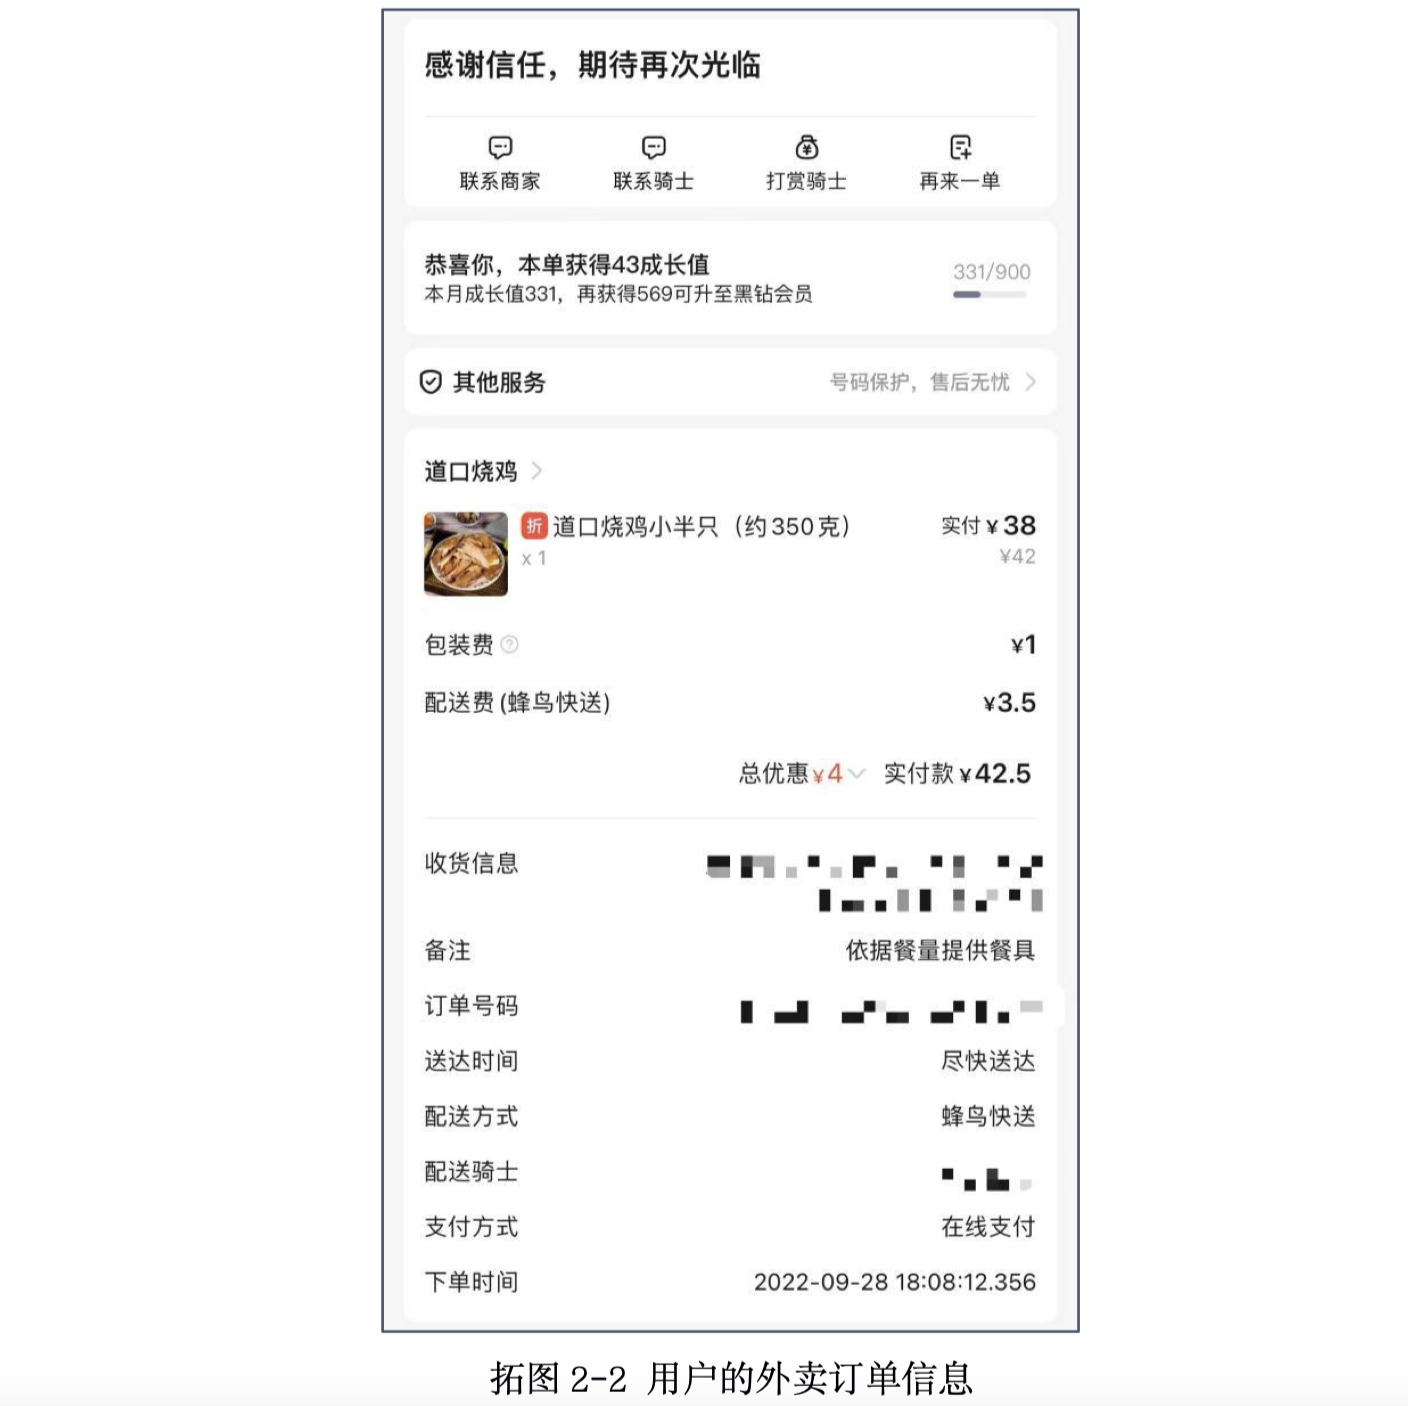 感谢信任，期待再次光临
联系商家 联系骑士 打赏骑士 再来一单
恭喜你，本单获得43成长值
331/900
本月成长值331，再获得569可升至黑钻会员
其他服务 号码保护，售后无忧
道口烧鸡
折 道口烧鸡小半只（约350克） 实付¥38
x 1 ¥42
包装费 ¥1
配送费(蜂鸟快送) ¥3.5
总优惠¥4 实付款¥42.5
收货信息
备注 依据餐量提供餐具
订单号码
送达时间 尽快送达
配送方式 蜂鸟快送
配送骑士
支付方式 在线支付
下单时间 2022-09-28 18:08:12.356
拓图 2-2 用户的外卖订单信息